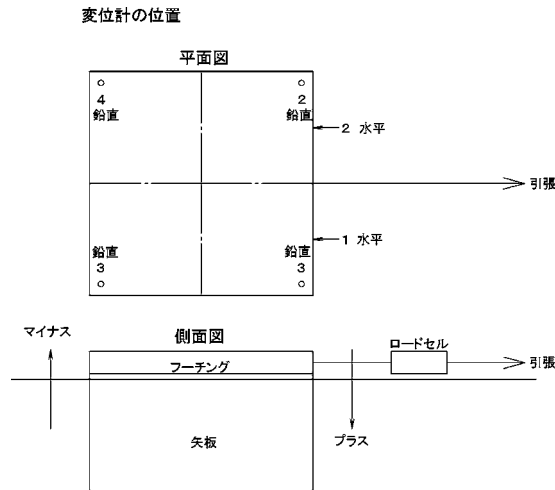 変位計の位置
平面図
4
鉛直
2
鉛直
2 水平
引張
1 水平
鉛直
3
鉛直
3
マイナス
側面図
ロードセル
フーチング
引張
矢板
プラス